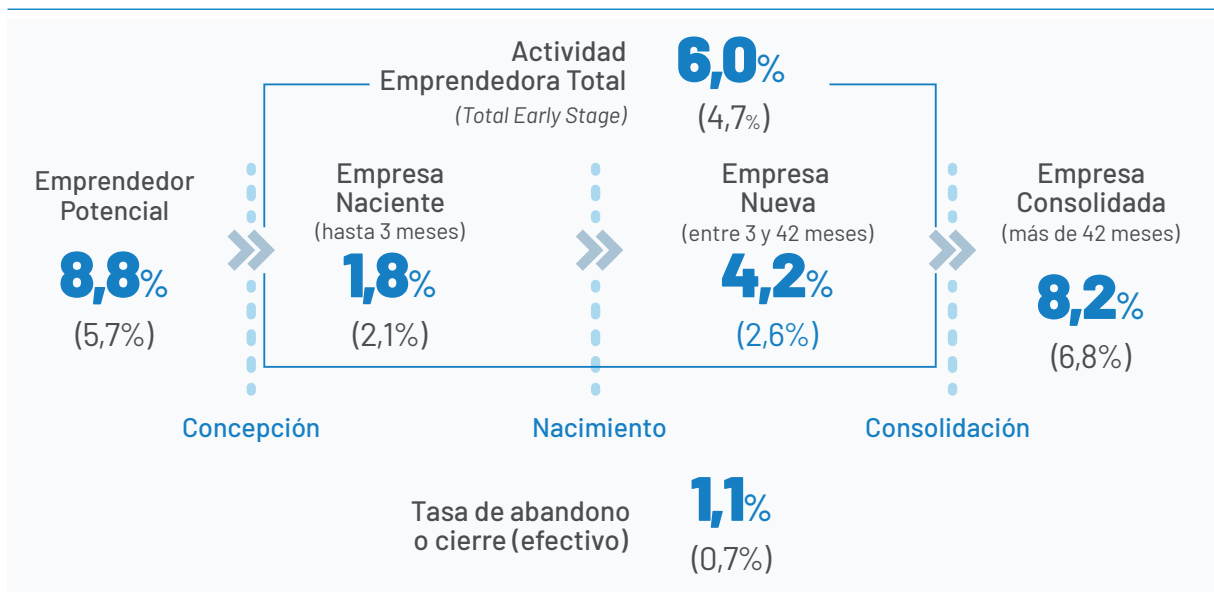 Actividad
Emprendedora Total
(Total Early Stage)
6,0%
(4,7%)
Emprendedor
Potencial
8,8%
(5,7%)
Empresa
Naciente
(hasta 3 meses)
1,8%
(2,1%)
Empresa
Nueva
(entre 3 y 42 meses)
4,2%
(2,6%)
Empresa
Consolidada
(más de 42 meses)
8,2%
(6,8%)
Concepción
Nacimiento
Consolidación
Tasa de abandono
o cierre (efectivo)
1,1%
(0,7%)